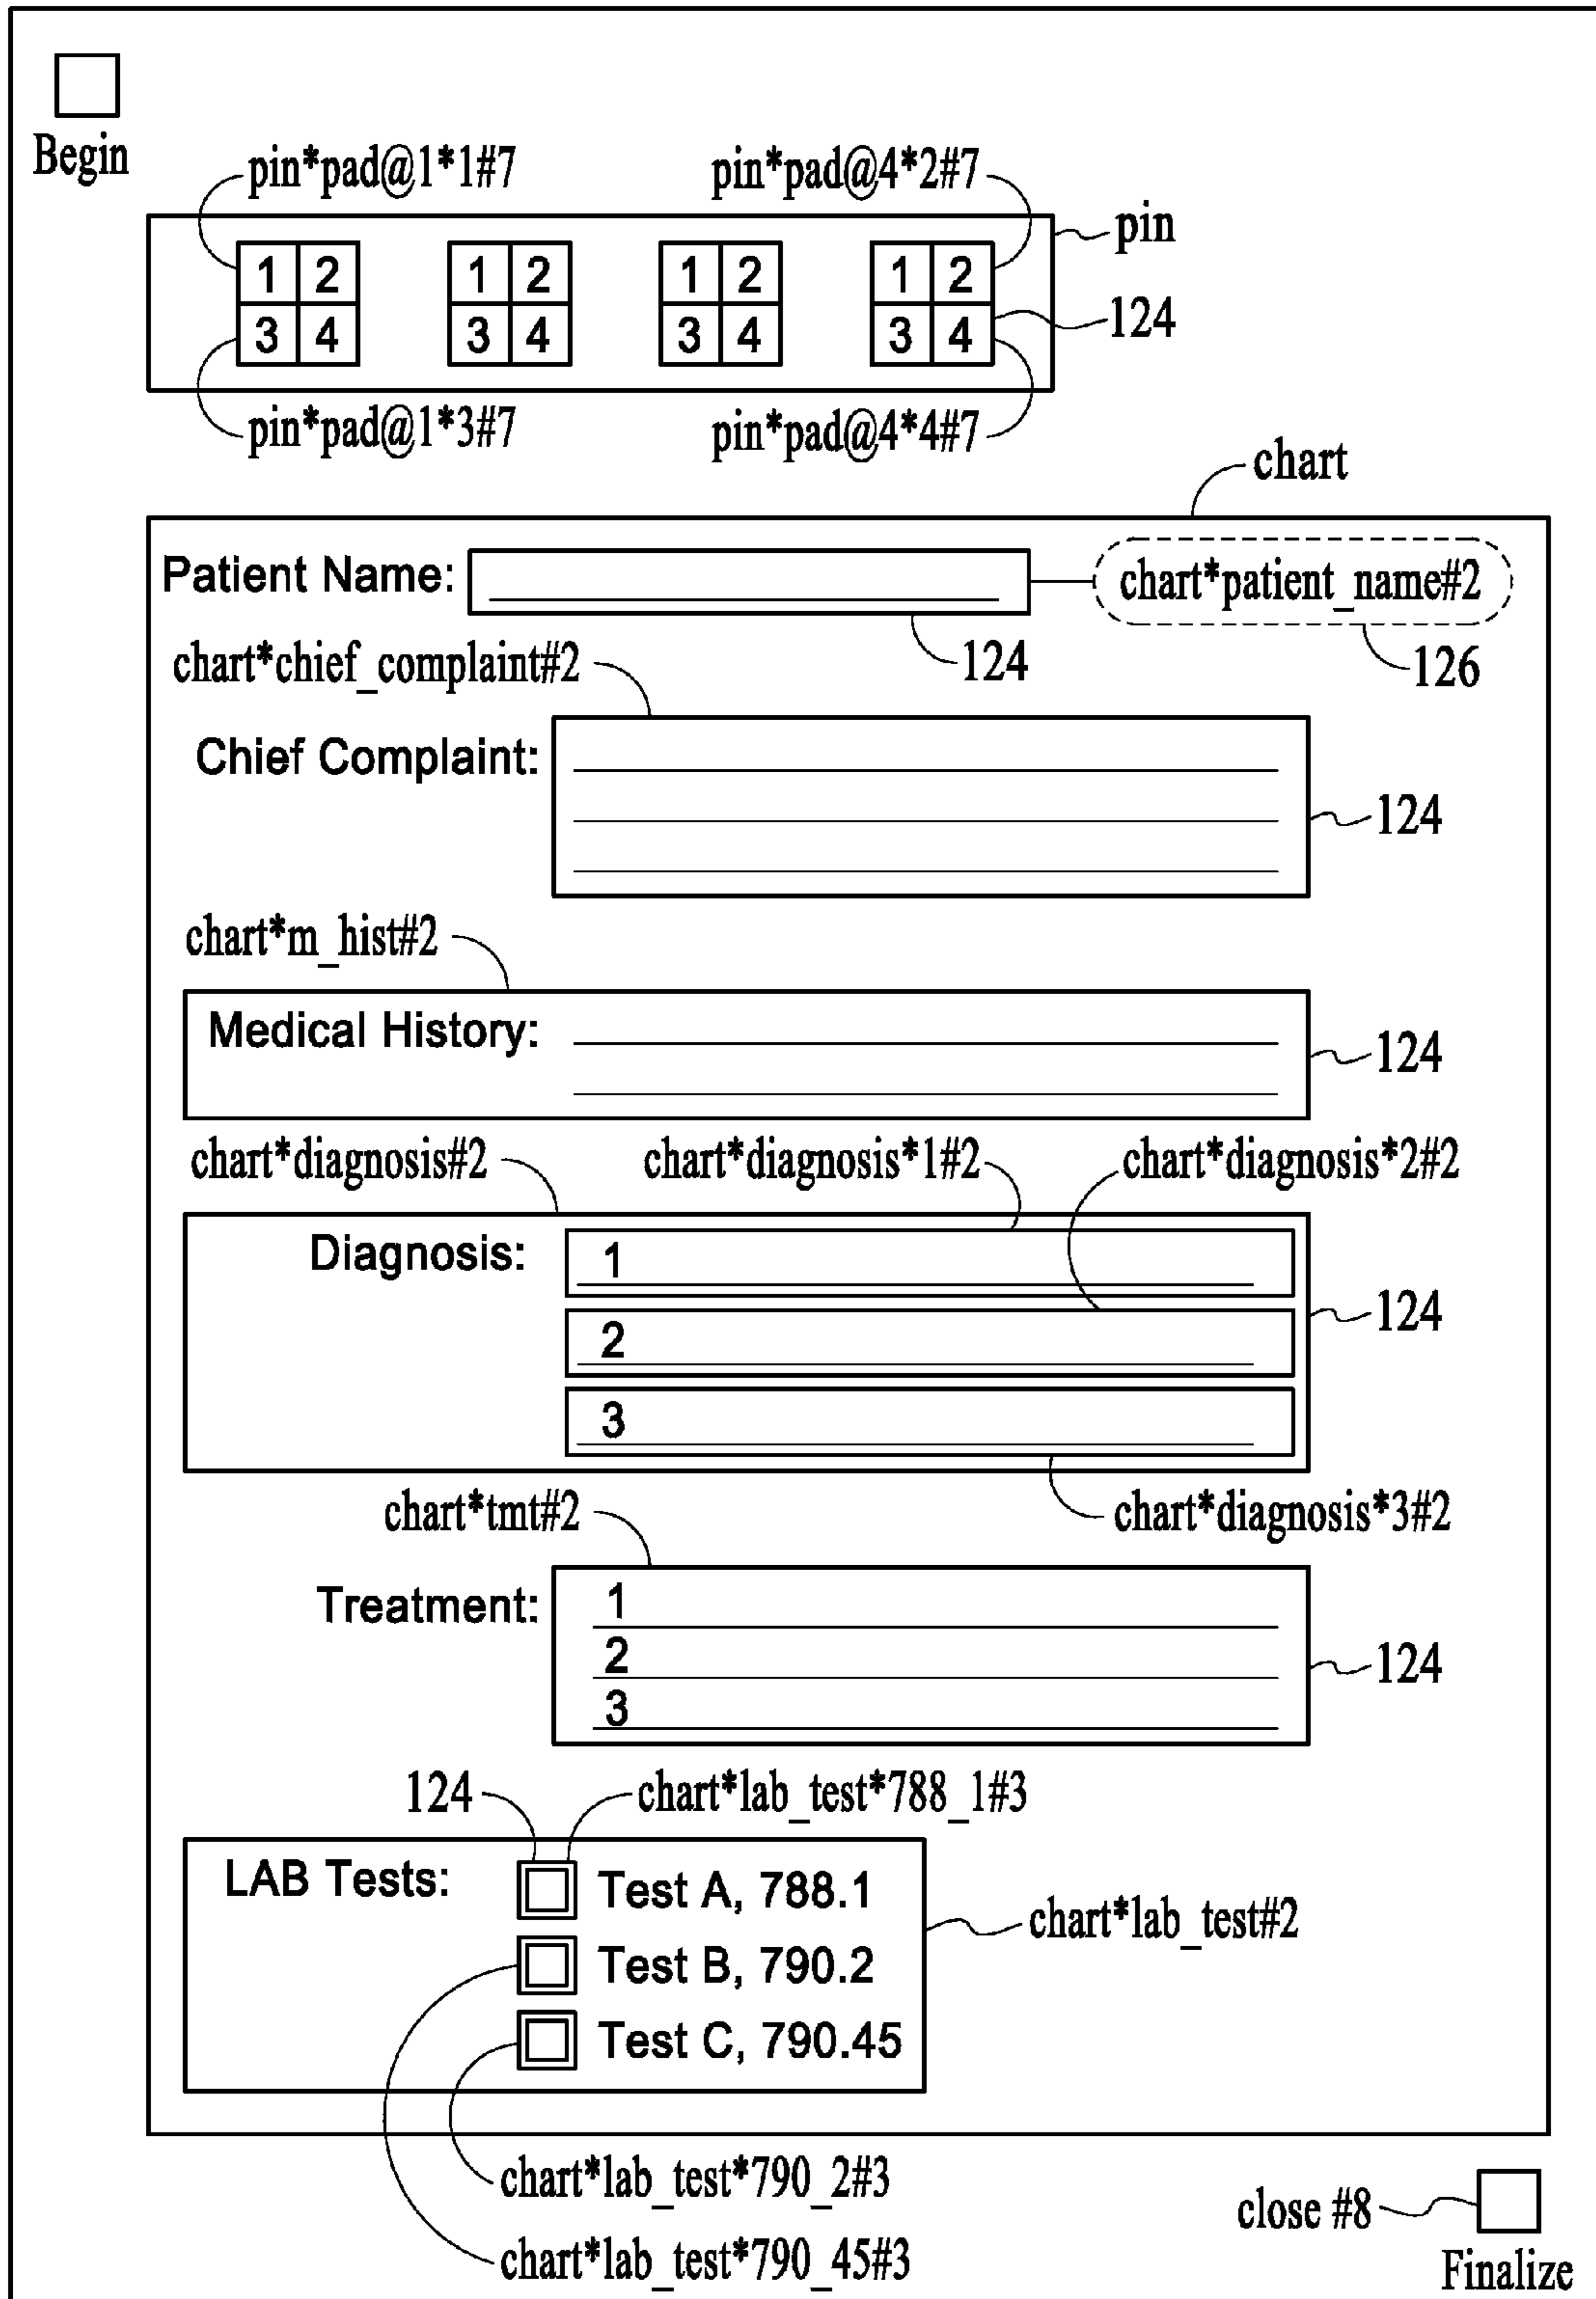 Begin
pin*pad@1*1#7 pin*pad@4*2#7
pin
1 2 1 2 1 2 1 2
124
3 4 3 4 3 4 3 4
pin*pad@1*3#7 pin*pad@4*4#7
chart
Patient Name: chart*patient_name#2
chart*chief_complaint#2 124 126
Chief Complaint:
124
chart*m_hist#2
Medical History: 124
chart*diagnosis#2 chart*diagnosis*1#2 chart*diagnosis*2#2
Diagnosis: 1
124
2
3
chart*tmt#2 chart*diagnosis*3#2
Treatment: 1
2 124
3
124 chart*lab_test*788_1#3
LAB Tests: Test A, 788.1
chart*lab_test#2
Test B, 790.2
Test C, 790.45
chart*lab_test*790_2#3
close #8
chart*lab_test*790_45#3
Finalize